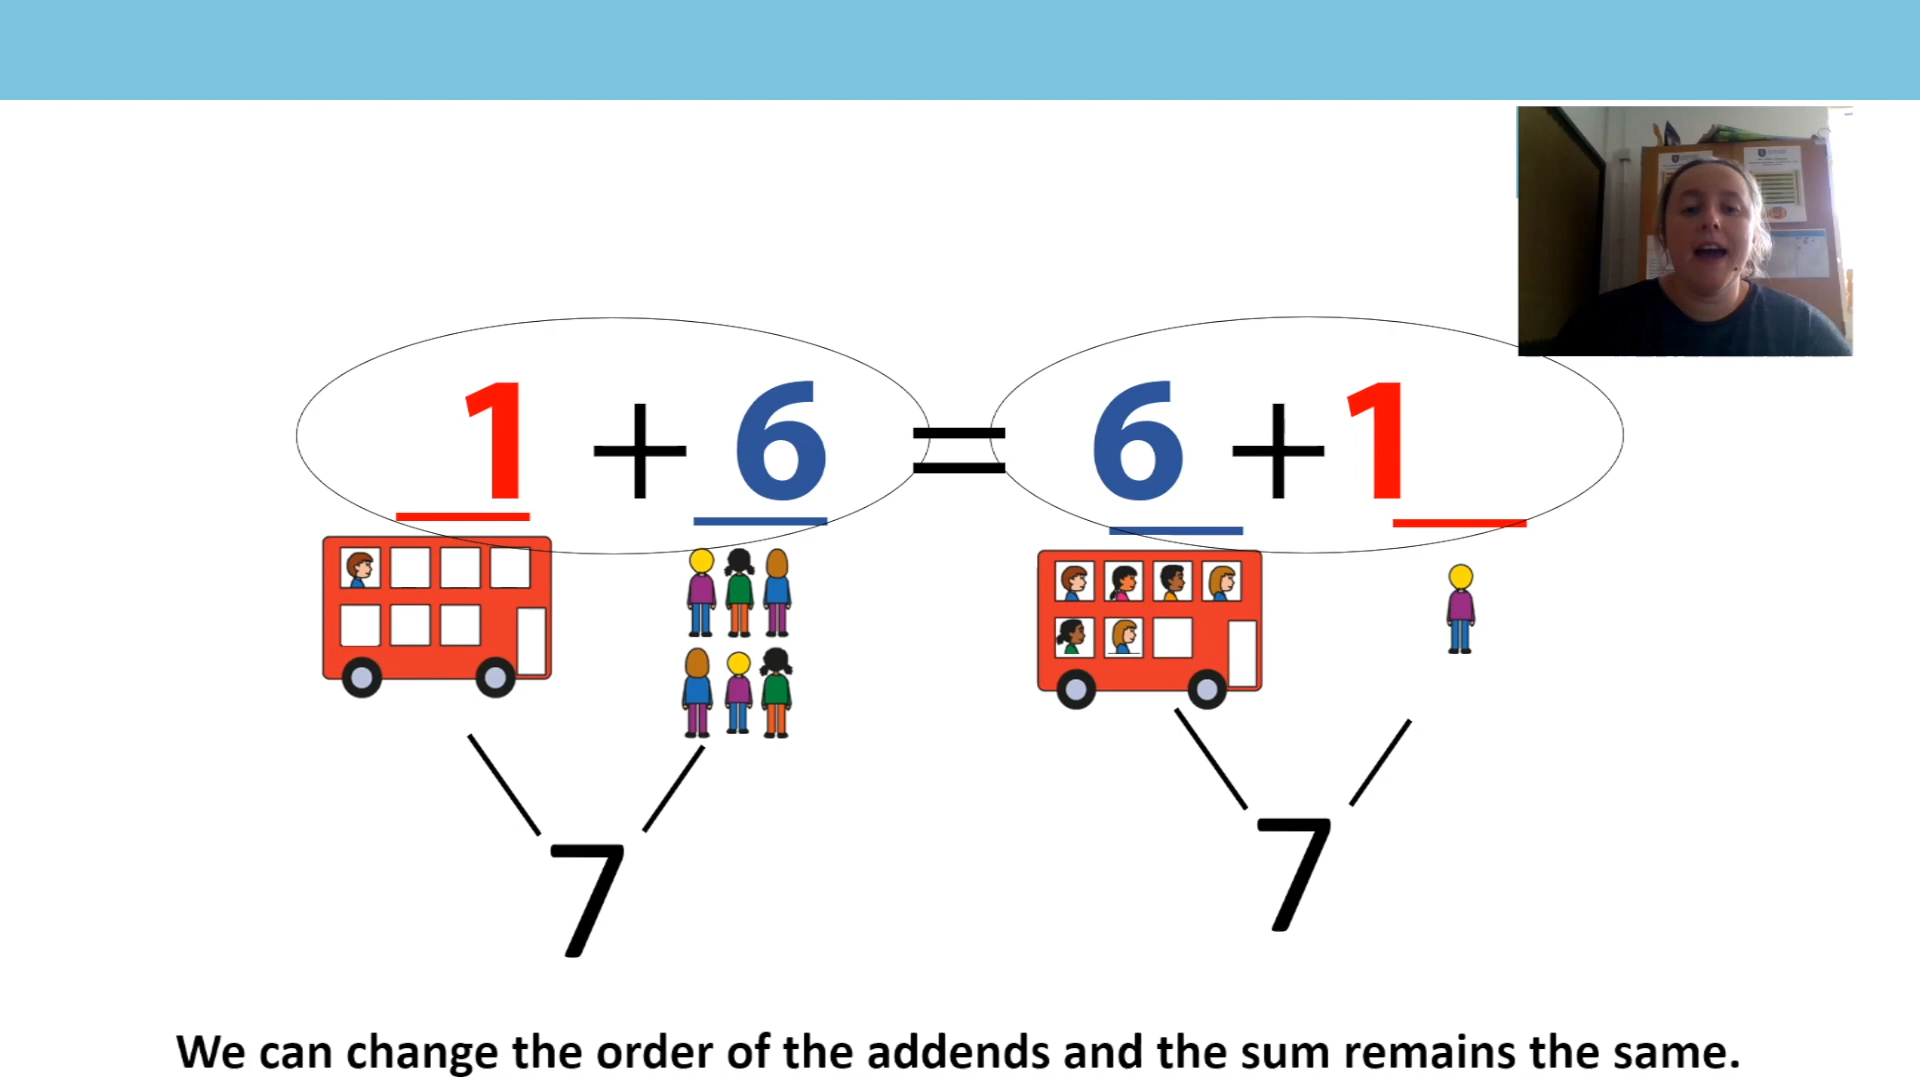 1 + 6 = 6 + 1
7
7
We can change the order of the addends and the sum remains the same.